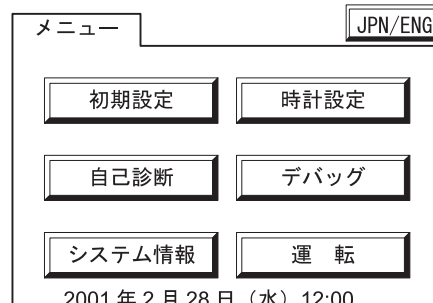 メニュー JPN/ENG
初期設定 時計設定
自己診断 デバッグ
システム情報 運 転
2001 年 2 月 28 日（水）12:00